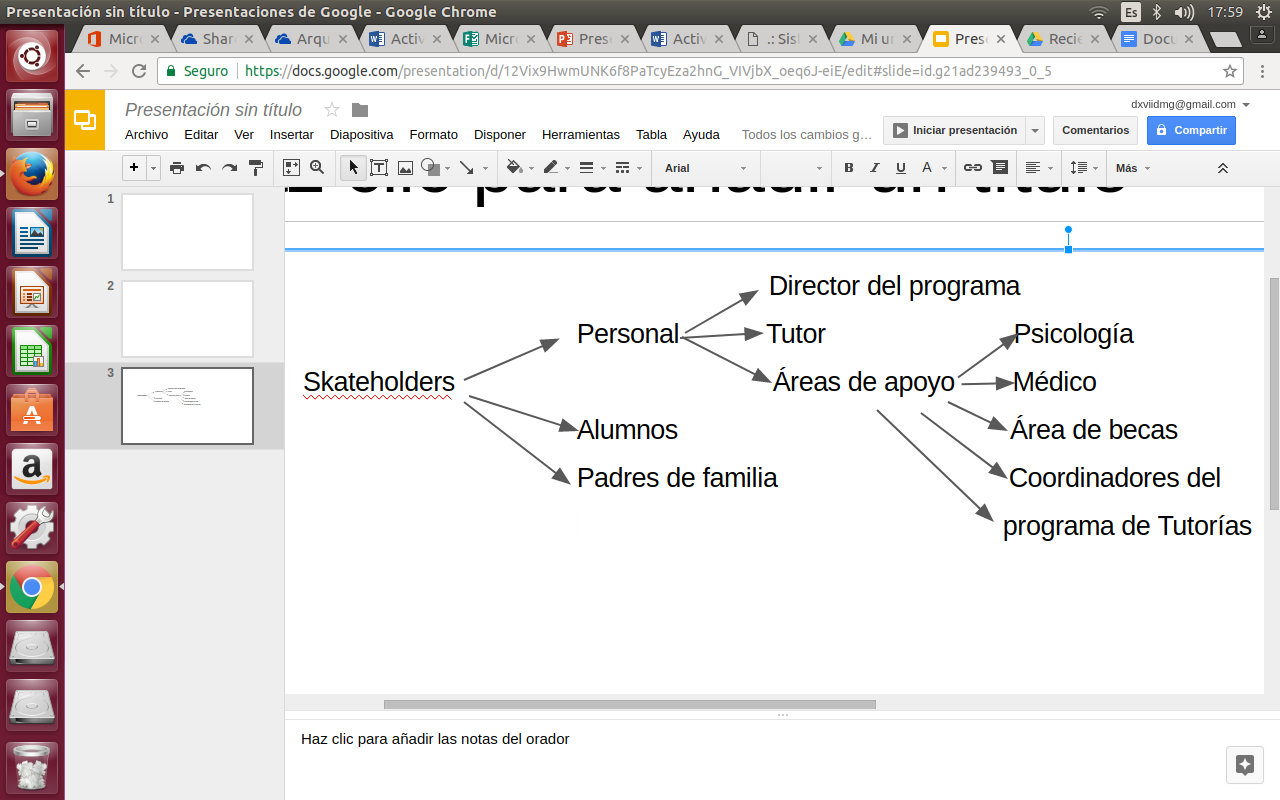 Presentación sin título - Presentaciones de Google - Google Chrome
Es 17:59
Micr Shar Arqu Activ Micr Pres Activ .: Sist Mi un Pres Recie Docu
Seguro https://docs.google.com/presentation/d/12Vix9HwmUNK6f8PaTcyEza2hnG_VIVjbX_oeq6J-eiE/edit#slide=id.g21ad239493_0_5
Presentación sin título
dxviidmg@gmail.com
Archivo Editar Ver Insertar Diapositiva Formato Disponer Herramientas Tabla Ayuda Todos los cambios g…
Iniciar presentación Comentarios Compartir
Arial B I U A Más
1
2
3
Director del programa
Personal Tutor Psicología
Skateholders Áreas de apoyo Médico
Alumnos Área de becas
Padres de familia Coordinadores del
programa de Tutorías
Haz clic para añadir las notas del orador